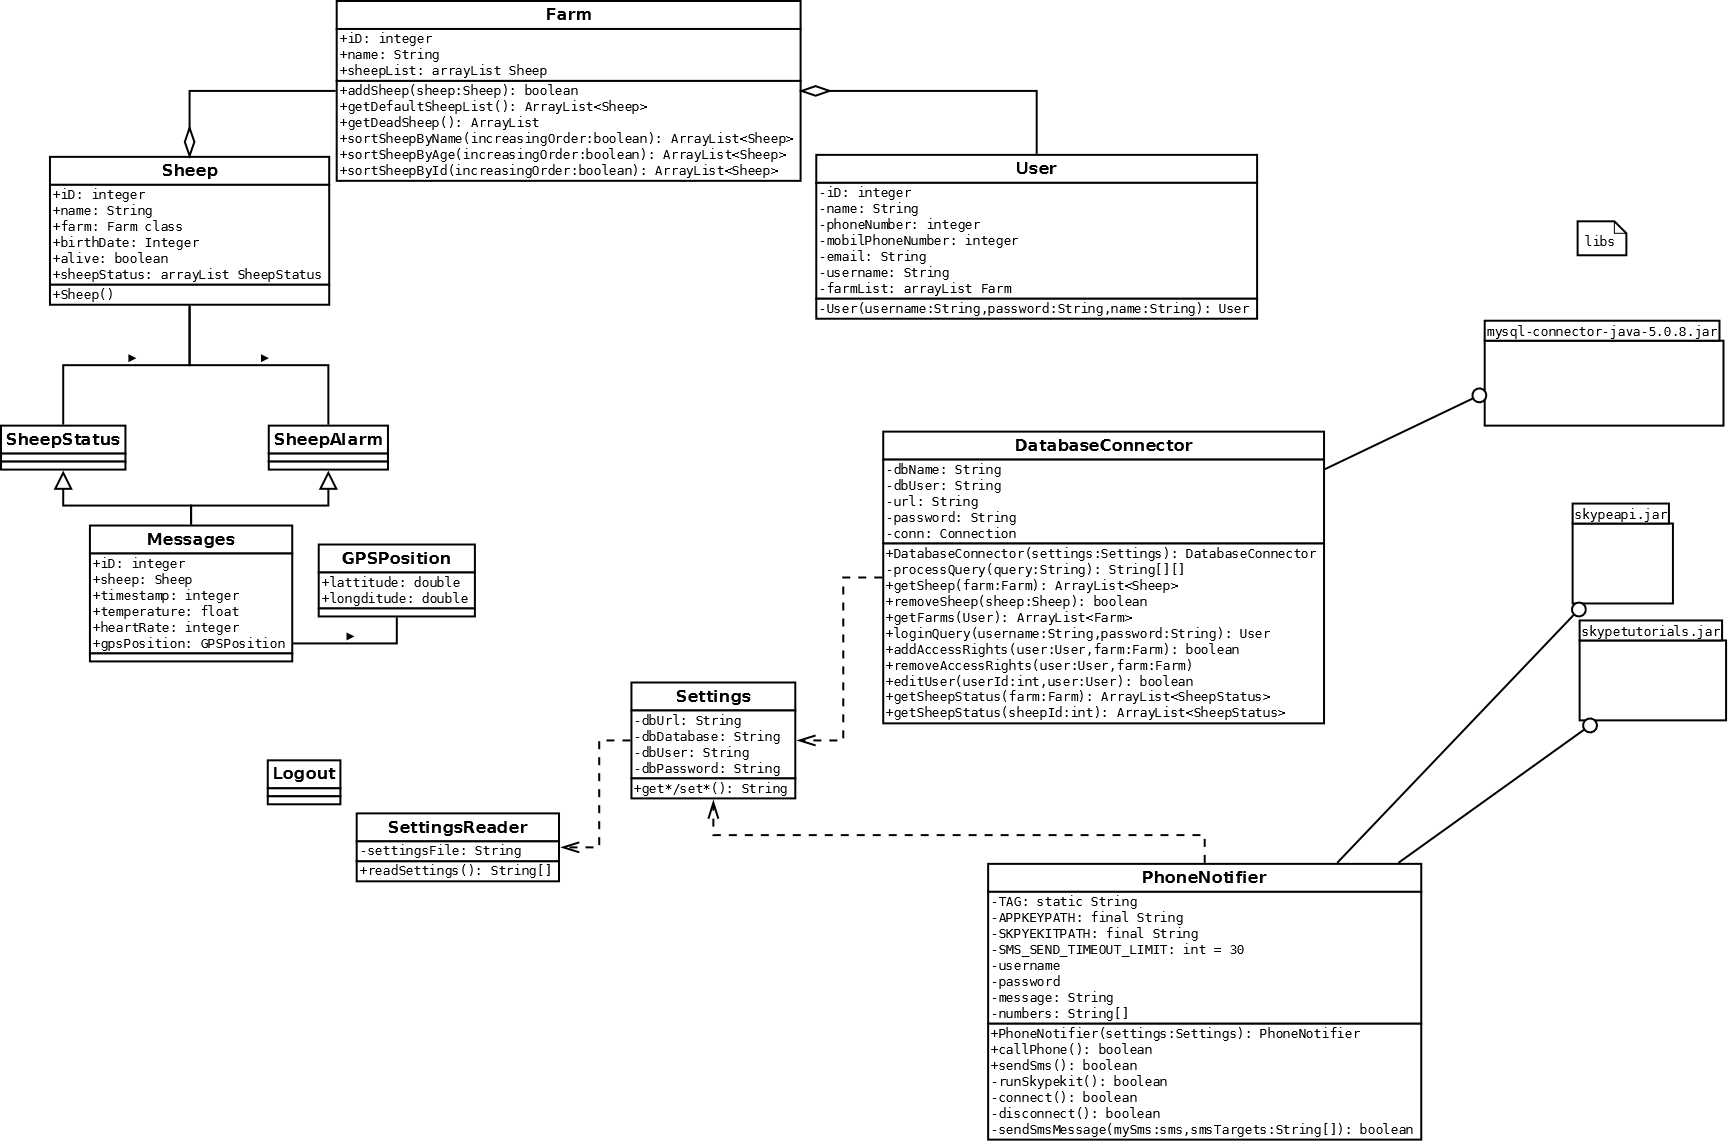 Farm
+iD: integer
+name: String
+sheepList: arrayList Sheep
+addSheep(sheep:Sheep): boolean
+getDefaultSheepList(): ArrayList<Sheep>
+getDeadSheep(): ArrayList
+sortSheepByName(increasingOrder:boolean): ArrayList<Sheep>
+sortSheepByAge(increasingOrder:boolean): ArrayList<Sheep>
+sortSheepById(increasingOrder:boolean): ArrayList<Sheep>
Sheep
+iD: integer
+name: String
+farm: Farm class
+birthDate: Integer
+alive: boolean
+sheepStatus: arrayList SheepStatus
+Sheep()
User
-iD: integer
-name: String
-phoneNumber: integer
-mobilPhoneNumber: integer
-email: String
-username: String
-farmList: arrayList Farm
-User(username:String,password:String,name:String): User
libs
mysql-connector-java-5.0.8.jar
SheepStatus
SheepAlarm
DatabaseConnector
-dbName: String
-dbUser: String
-url: String
-password: String
-conn: Connection
+DatabaseConnector(settings:Settings): DatabaseConnector
-processQuery(query:String): String[][]
+getSheep(farm:Farm): ArrayList<Sheep>
+removeSheep(sheep:Sheep): boolean
+getFarms(User): ArrayList<Farm>
+loginQuery(username:String,password:String): User
+addAccessRights(user:User,farm:Farm): boolean
+removeAccessRights(user:User,farm:Farm)
+editUser(userId:int,user:User): boolean
+getSheepStatus(farm:Farm): ArrayList<SheepStatus>
+getSheepStatus(sheepId:int): ArrayList<SheepStatus>
skypeapi.jar
skypetutorials.jar
Messages
+iD: integer
+sheep: Sheep
+timestamp: integer
+temperature: float
+heartRate: integer
+gpsPosition: GPSPosition
GPSPosition
+lattitude: double
+longditude: double
Settings
-dbUrl: String
-dbDatabase: String
-dbUser: String
-dbPassword: String
+get*/set*(): String
Logout
SettingsReader
-settingsFile: String
+readSettings(): String[]
PhoneNotifier
-TAG: static String
-APPKEYPATH: final String
-SKPYEKITPATH: final String
-SMS_SEND_TIMEOUT_LIMIT: int = 30
-username
-password
-message: String
-numbers: String[]
+PhoneNotifier(settings:Settings): PhoneNotifier
+callPhone(): boolean
+sendSms(): boolean
-runSkypekit(): boolean
-connect(): boolean
-disconnect(): boolean
-sendSmsMessage(mySms:sms,smsTargets:String[]): boolean